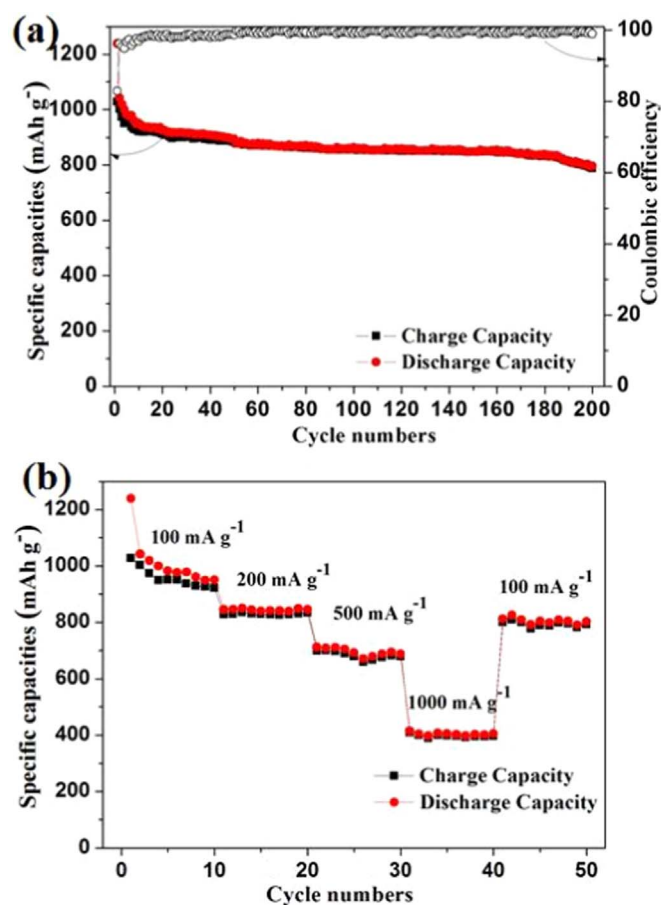 (a)
1200
1000
800
600
400
200
0
100
80
60
40
20
0
0 20 40 60 80 100 120 140 160 180 200
Specific capacities (mAh g-1)
Coulombic efficiency
Charge Capacity
Discharge Capacity
Cycle numbers
(b)
1200
1000
800
600
400
200
0
0 10 20 30 40 50
Specific capacities (mAh g-1)
100 mA g-1
200 mA g-1
500 mA g-1
1000 mA g-1
100 mA g-1
Charge Capacity
Discharge Capacity
Cycle numbers